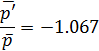 p̅′/p̅ = −1.067